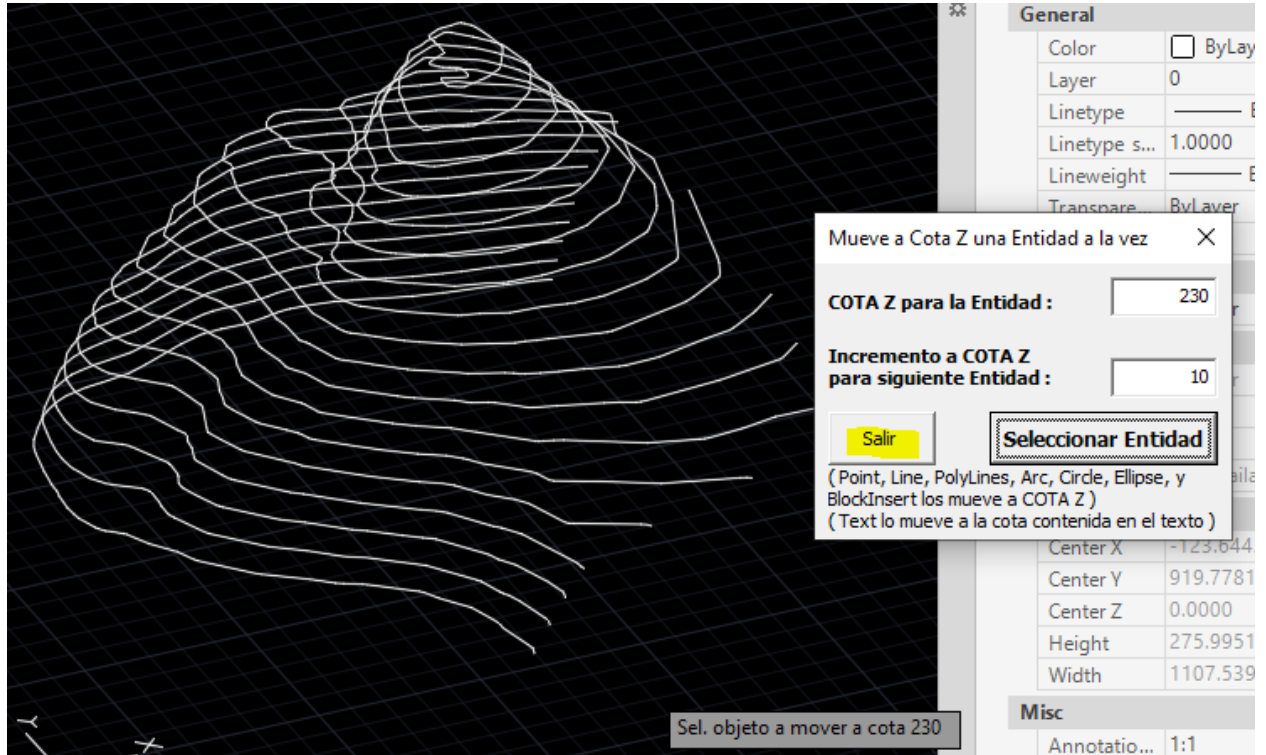 General
Color ByLay
Layer 0
Linetype
Linetype s... 1.0000
Lineweight
Transpare... ByLayer
Mueve a Cota Z una Entidad a la vez
COTA Z para la Entidad : 230
Incremento a COTA Z
para siguiente Entidad : 10
Salir Seleccionar Entidad
( Point, Line, PolyLines, Arc, Circle, Ellipse, y
BlockInsert los mueve a COTA Z )
( Text lo mueve a la cota contenida en el texto )
Center X -123.644
Center Y 919.7781
Center Z 0.0000
Height 275.9951
Width 1107.539
Misc
Annotatio... 1:1
Sel. objeto a mover a cota 230
Y
X